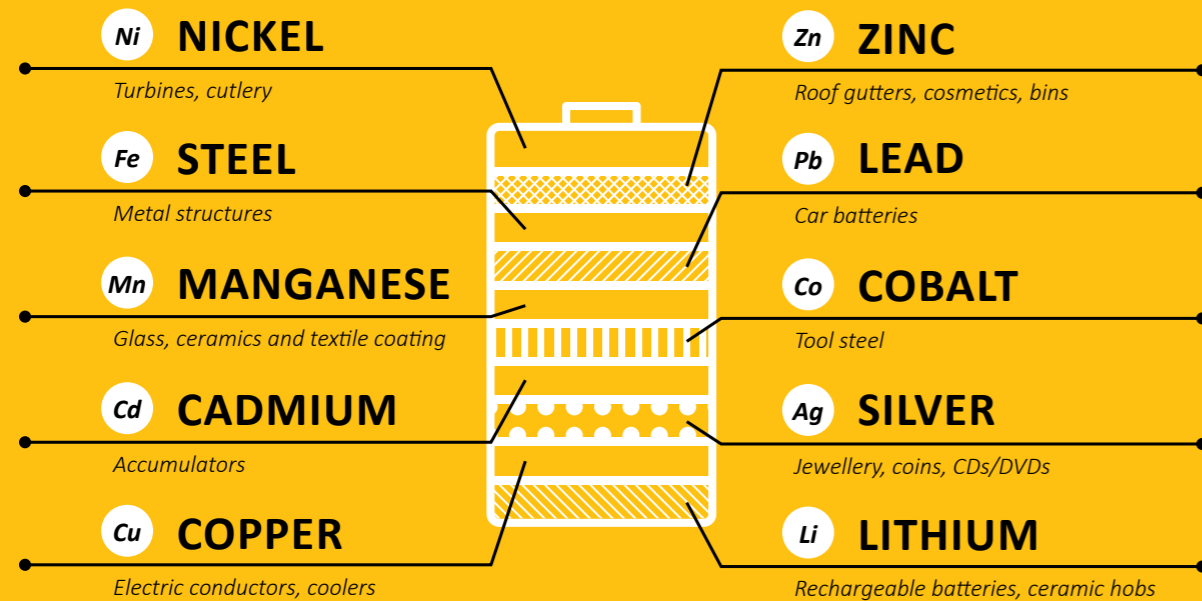 Ni NICKEL
Turbines, cutlery
Fe STEEL
Metal structures
Mn MANGANESE
Glass, ceramics and textile coating
Cd CADMIUM
Accumulators
Cu COPPER
Electric conductors, coolers
Zn ZINC
Roof gutters, cosmetics, bins
Pb LEAD
Car batteries
Co COBALT
Tool steel
Ag SILVER
Jewellery, coins, CDs/DVDs
Li LITHIUM
Rechargeable batteries, ceramic hobs